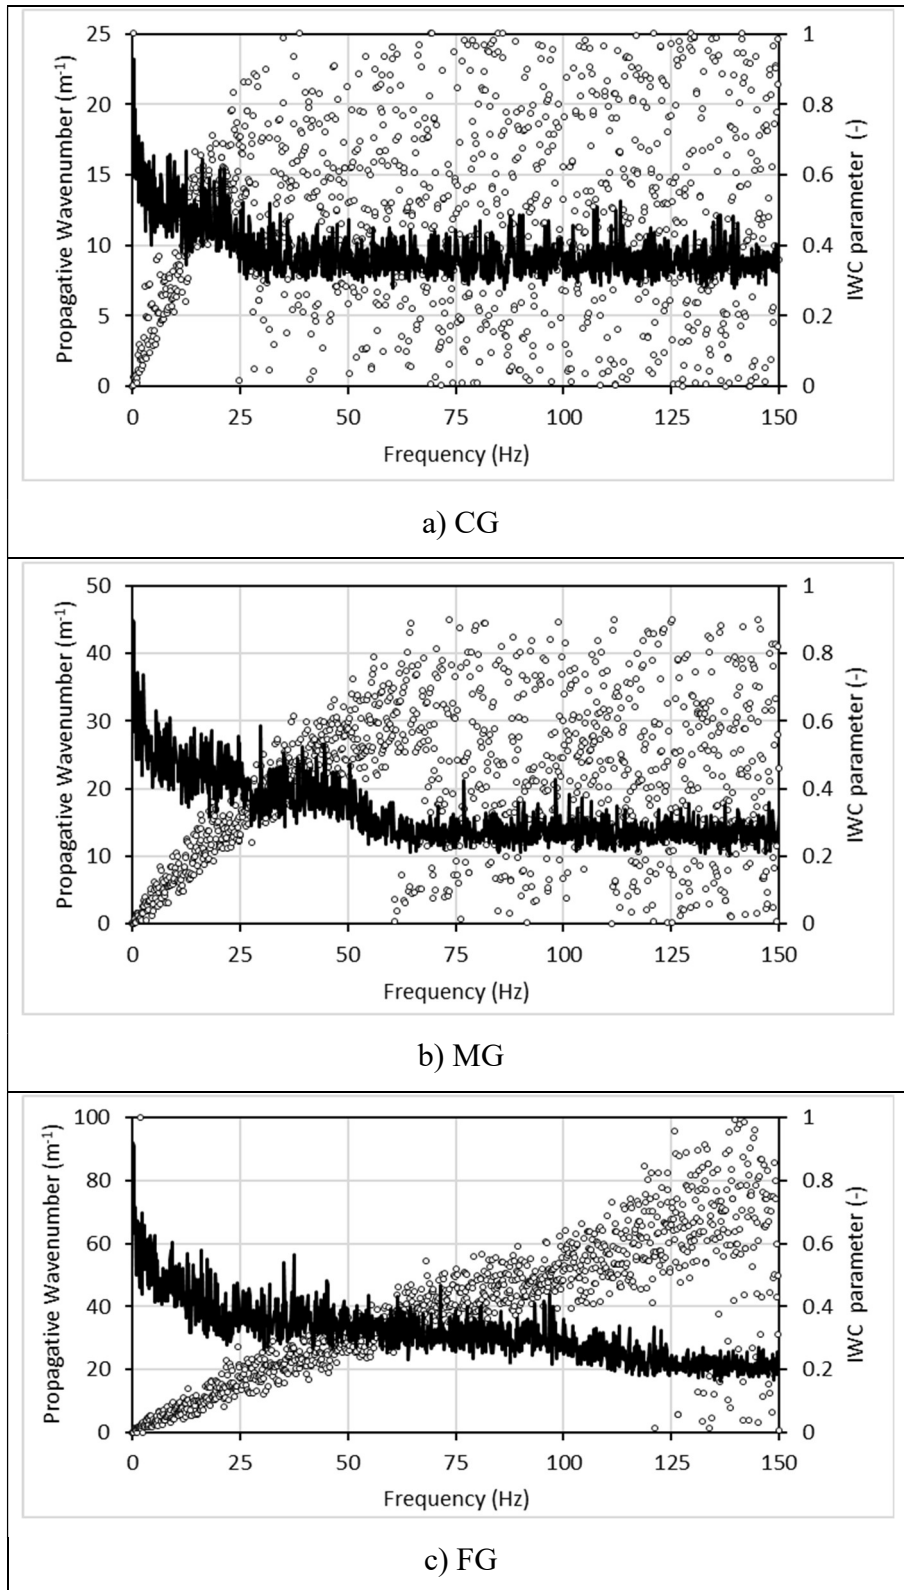 25
20
15
10
5
0
Propagative Wavenumber (m⁻¹)
1
0.8
0.6
0.4
0.2
0
IWC parameter (-)
0 25 50 75 100 125 150
Frequency (Hz)
a) CG
50
40
30
20
10
0
Propagative Wavenumber (m⁻¹)
1
0.8
0.6
0.4
0.2
0
IWC parameter (-)
0 25 50 75 100 125 150
Frequency (Hz)
b) MG
100
80
60
40
20
0
Propagative Wavenumber (m⁻¹)
1
0.8
0.6
0.4
0.2
0
IWC parameter (-)
0 25 50 75 100 125 150
Frequency (Hz)
c) FG